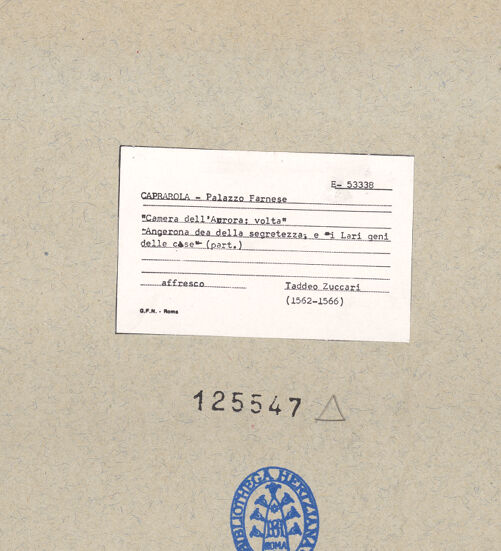 E- 53338
CAPRAROLA - Palazzo Farnese
"Camera dell'Aurora; volta"
"Angerona dea della segretezza; e "i Lari geni
delle case" (part.)
affresco
Taddeo Zuccari
(1562-1566)
G.F.N. - Roma
125547
BIBLIOTHECA HERTZIANA
ROMA